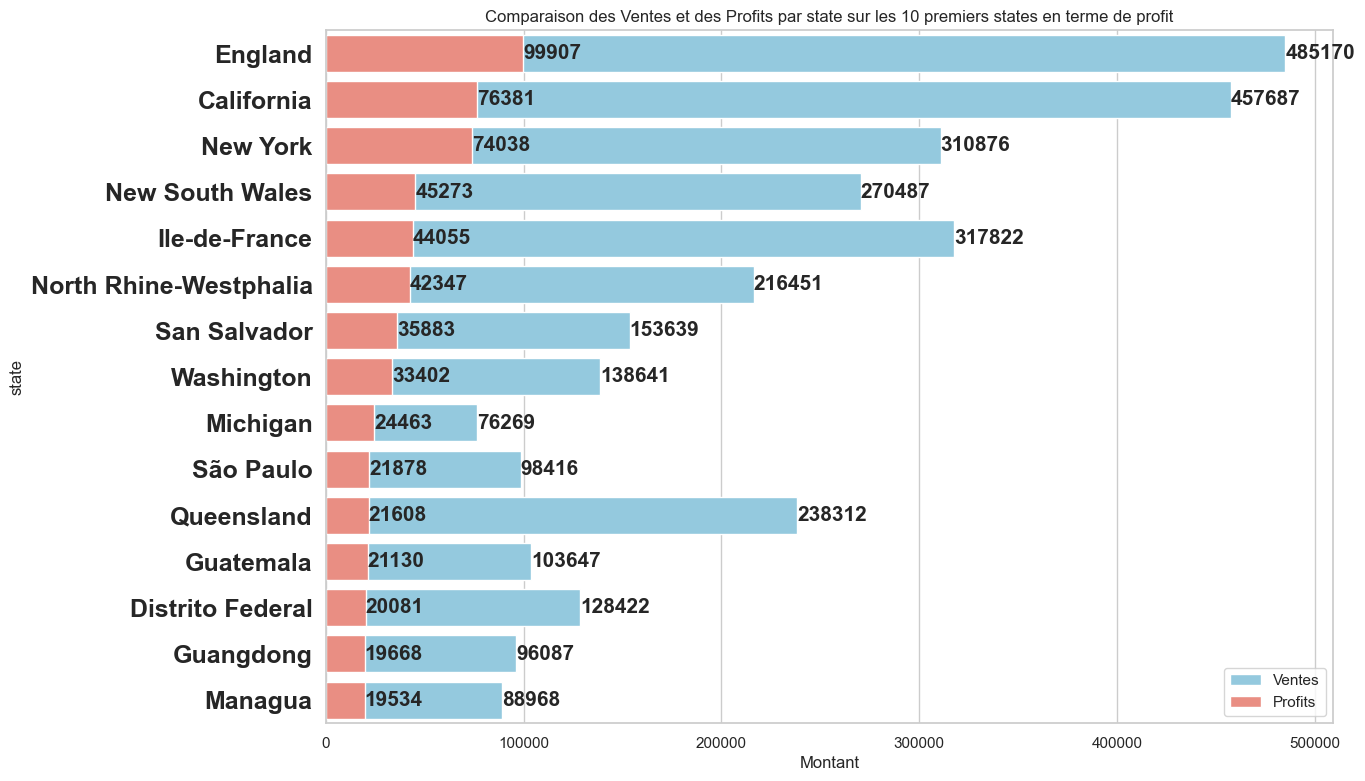 Comparaison des Ventes et des Profits par state sur les 10 premiers states en terme de profit
England 99907 485170
California 76381 457687
New York 74038 310876
New South Wales 45273 270487
Ile-de-France 44055 317822
North Rhine-Westphalia 42347 216451
San Salvador 35883 153639
Washington 33402 138641
Michigan 24463 76269
São Paulo 21878 98416
Queensland 21608 238312
Guatemala 21130 103647
Distrito Federal 20081 128422
Guangdong 19668 96087
Managua 19534 88968
state
Ventes
Profits
0 100000 200000 300000 400000 500000
Montant